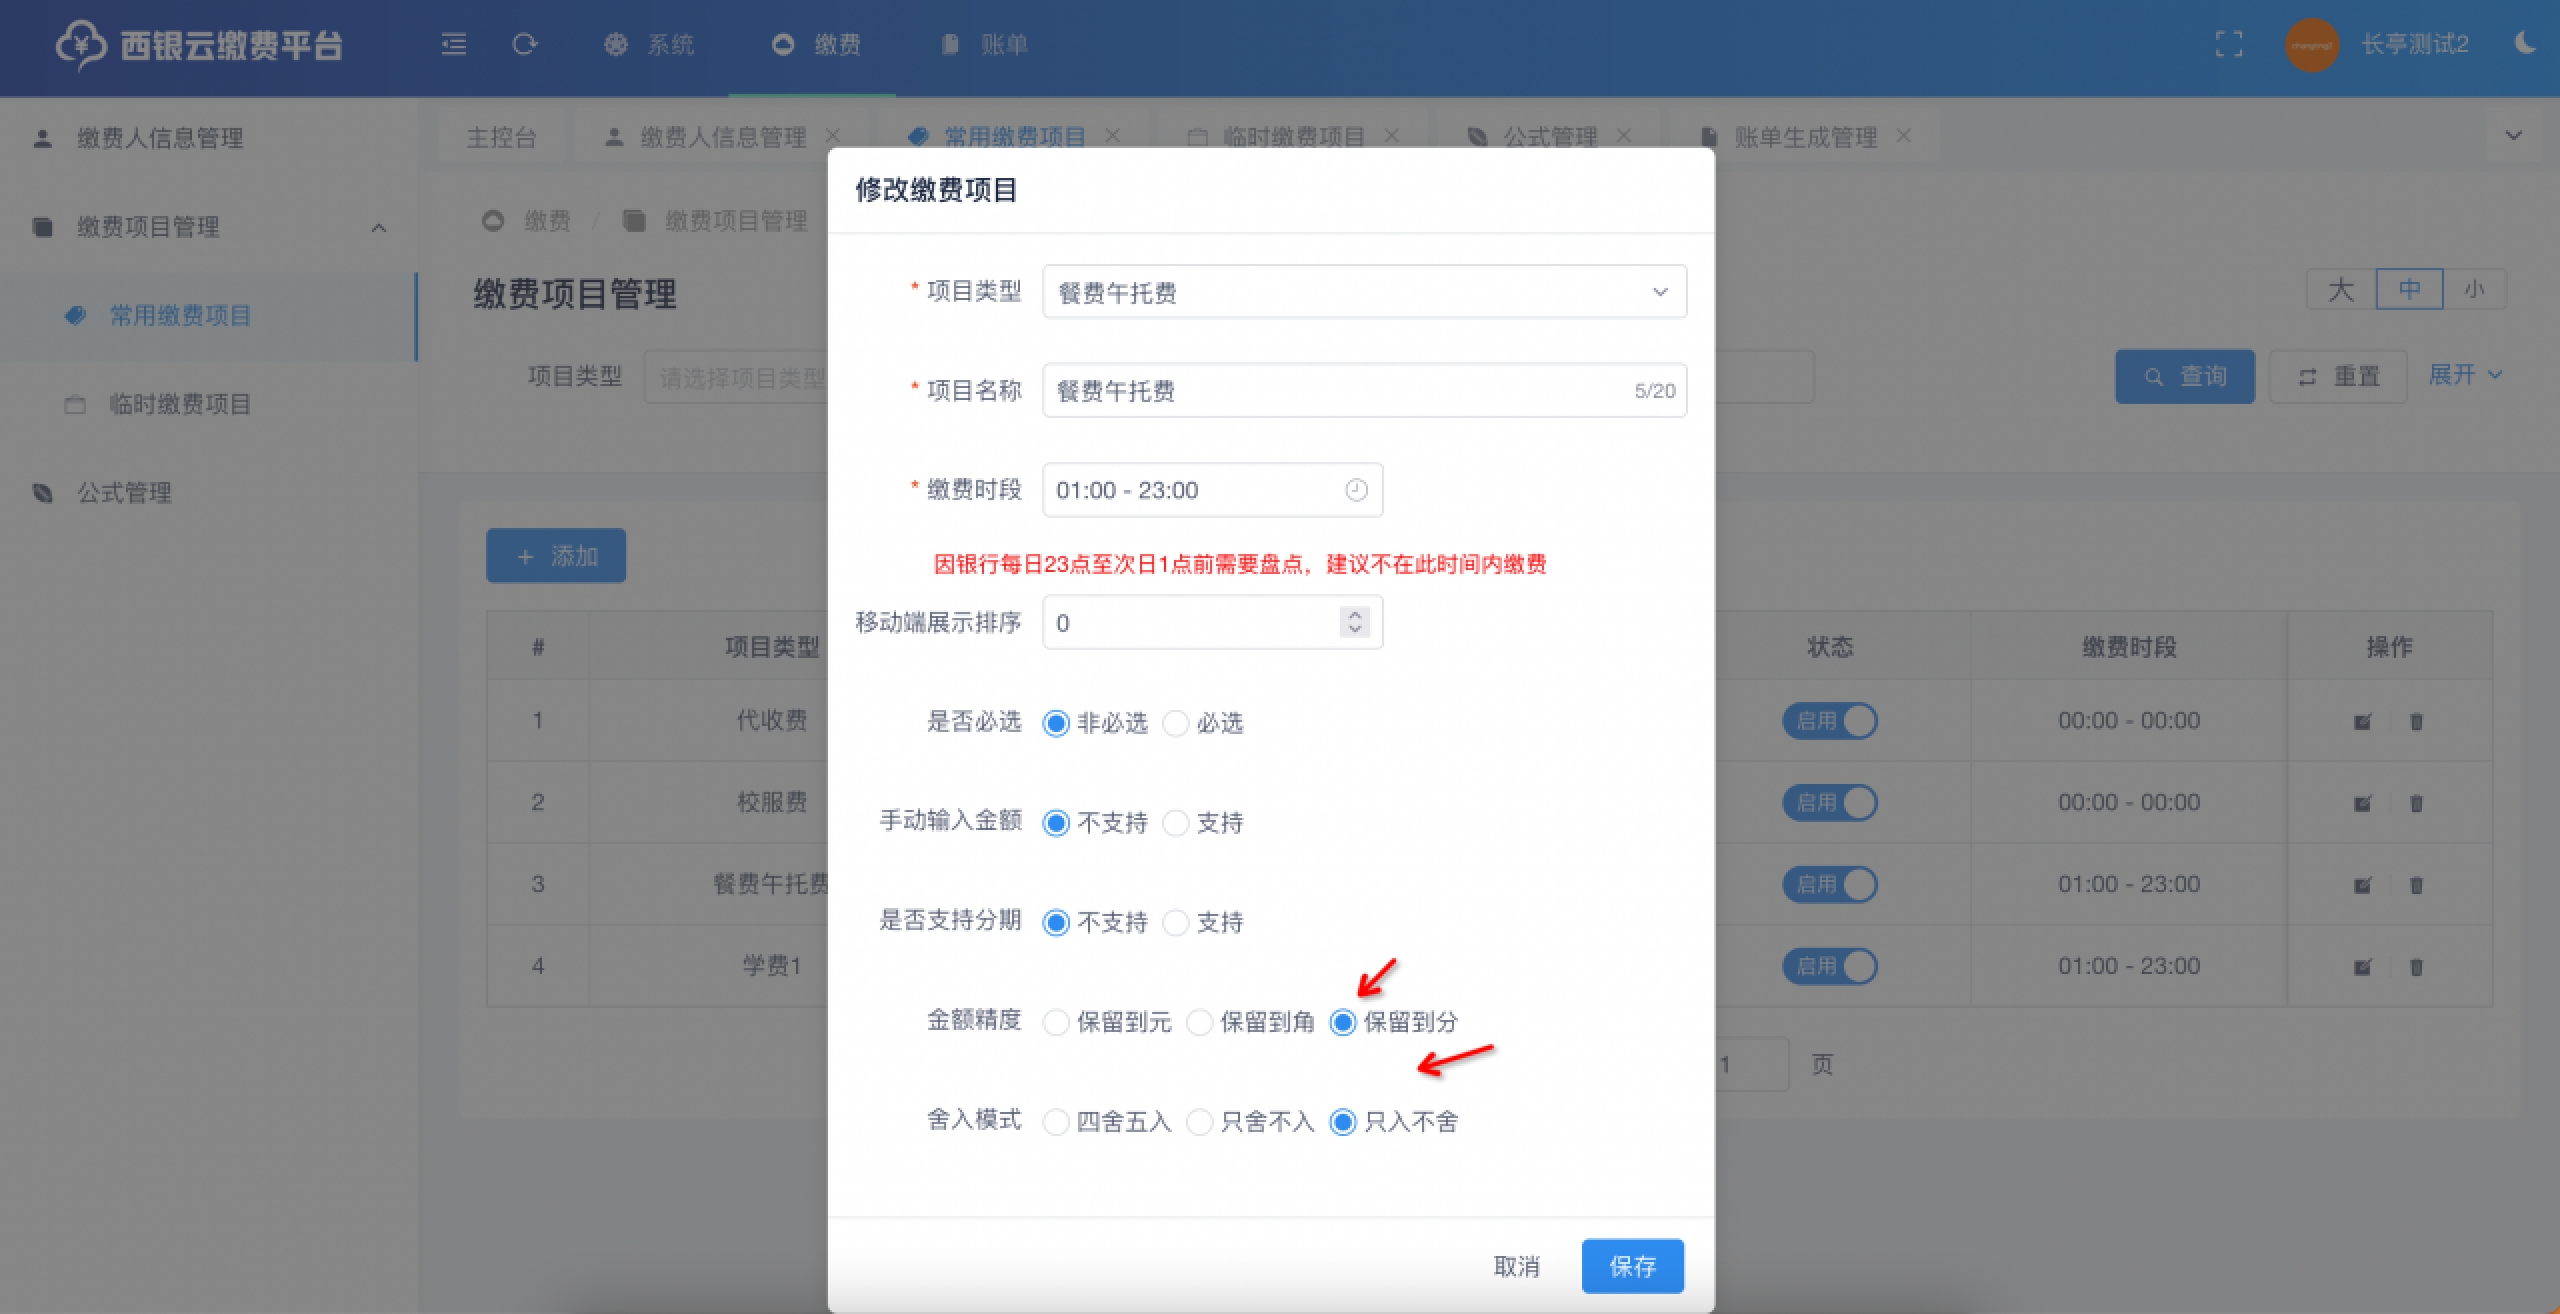 西银云缴费平台
系统
缴费
账单
长亭测试2
缴费人信息管理
缴费项目管理
常用缴费项目
临时缴费项目
公式管理
主控台
缴费人信息管理
常用缴费项目
临时缴费项目
公式管理
账单生成管理
缴费 / 缴费项目管理
缴费项目管理
大 中 小
项目类型 请选择项目类型
查询 重置 展开
+ 添加
# 项目类型 状态 缴费时段 操作
1 代收费 启用 00:00 - 00:00
2 校服费 启用 00:00 - 00:00
3 餐费午托费 启用 01:00 - 23:00
4 学费1 启用 01:00 - 23:00
1 页
修改缴费项目
* 项目类型 餐费午托费
* 项目名称 餐费午托费 5/20
* 缴费时段 01:00 - 23:00
因银行每日23点至次日1点前需要盘点，建议不在此时间内缴费
移动端展示排序 0
是否必选 非必选 必选
手动输入金额 不支持 支持
是否支持分期 不支持 支持
金额精度 保留到元 保留到角 保留到分
舍入模式 四舍五入 只舍不入 只入不舍
取消 保存